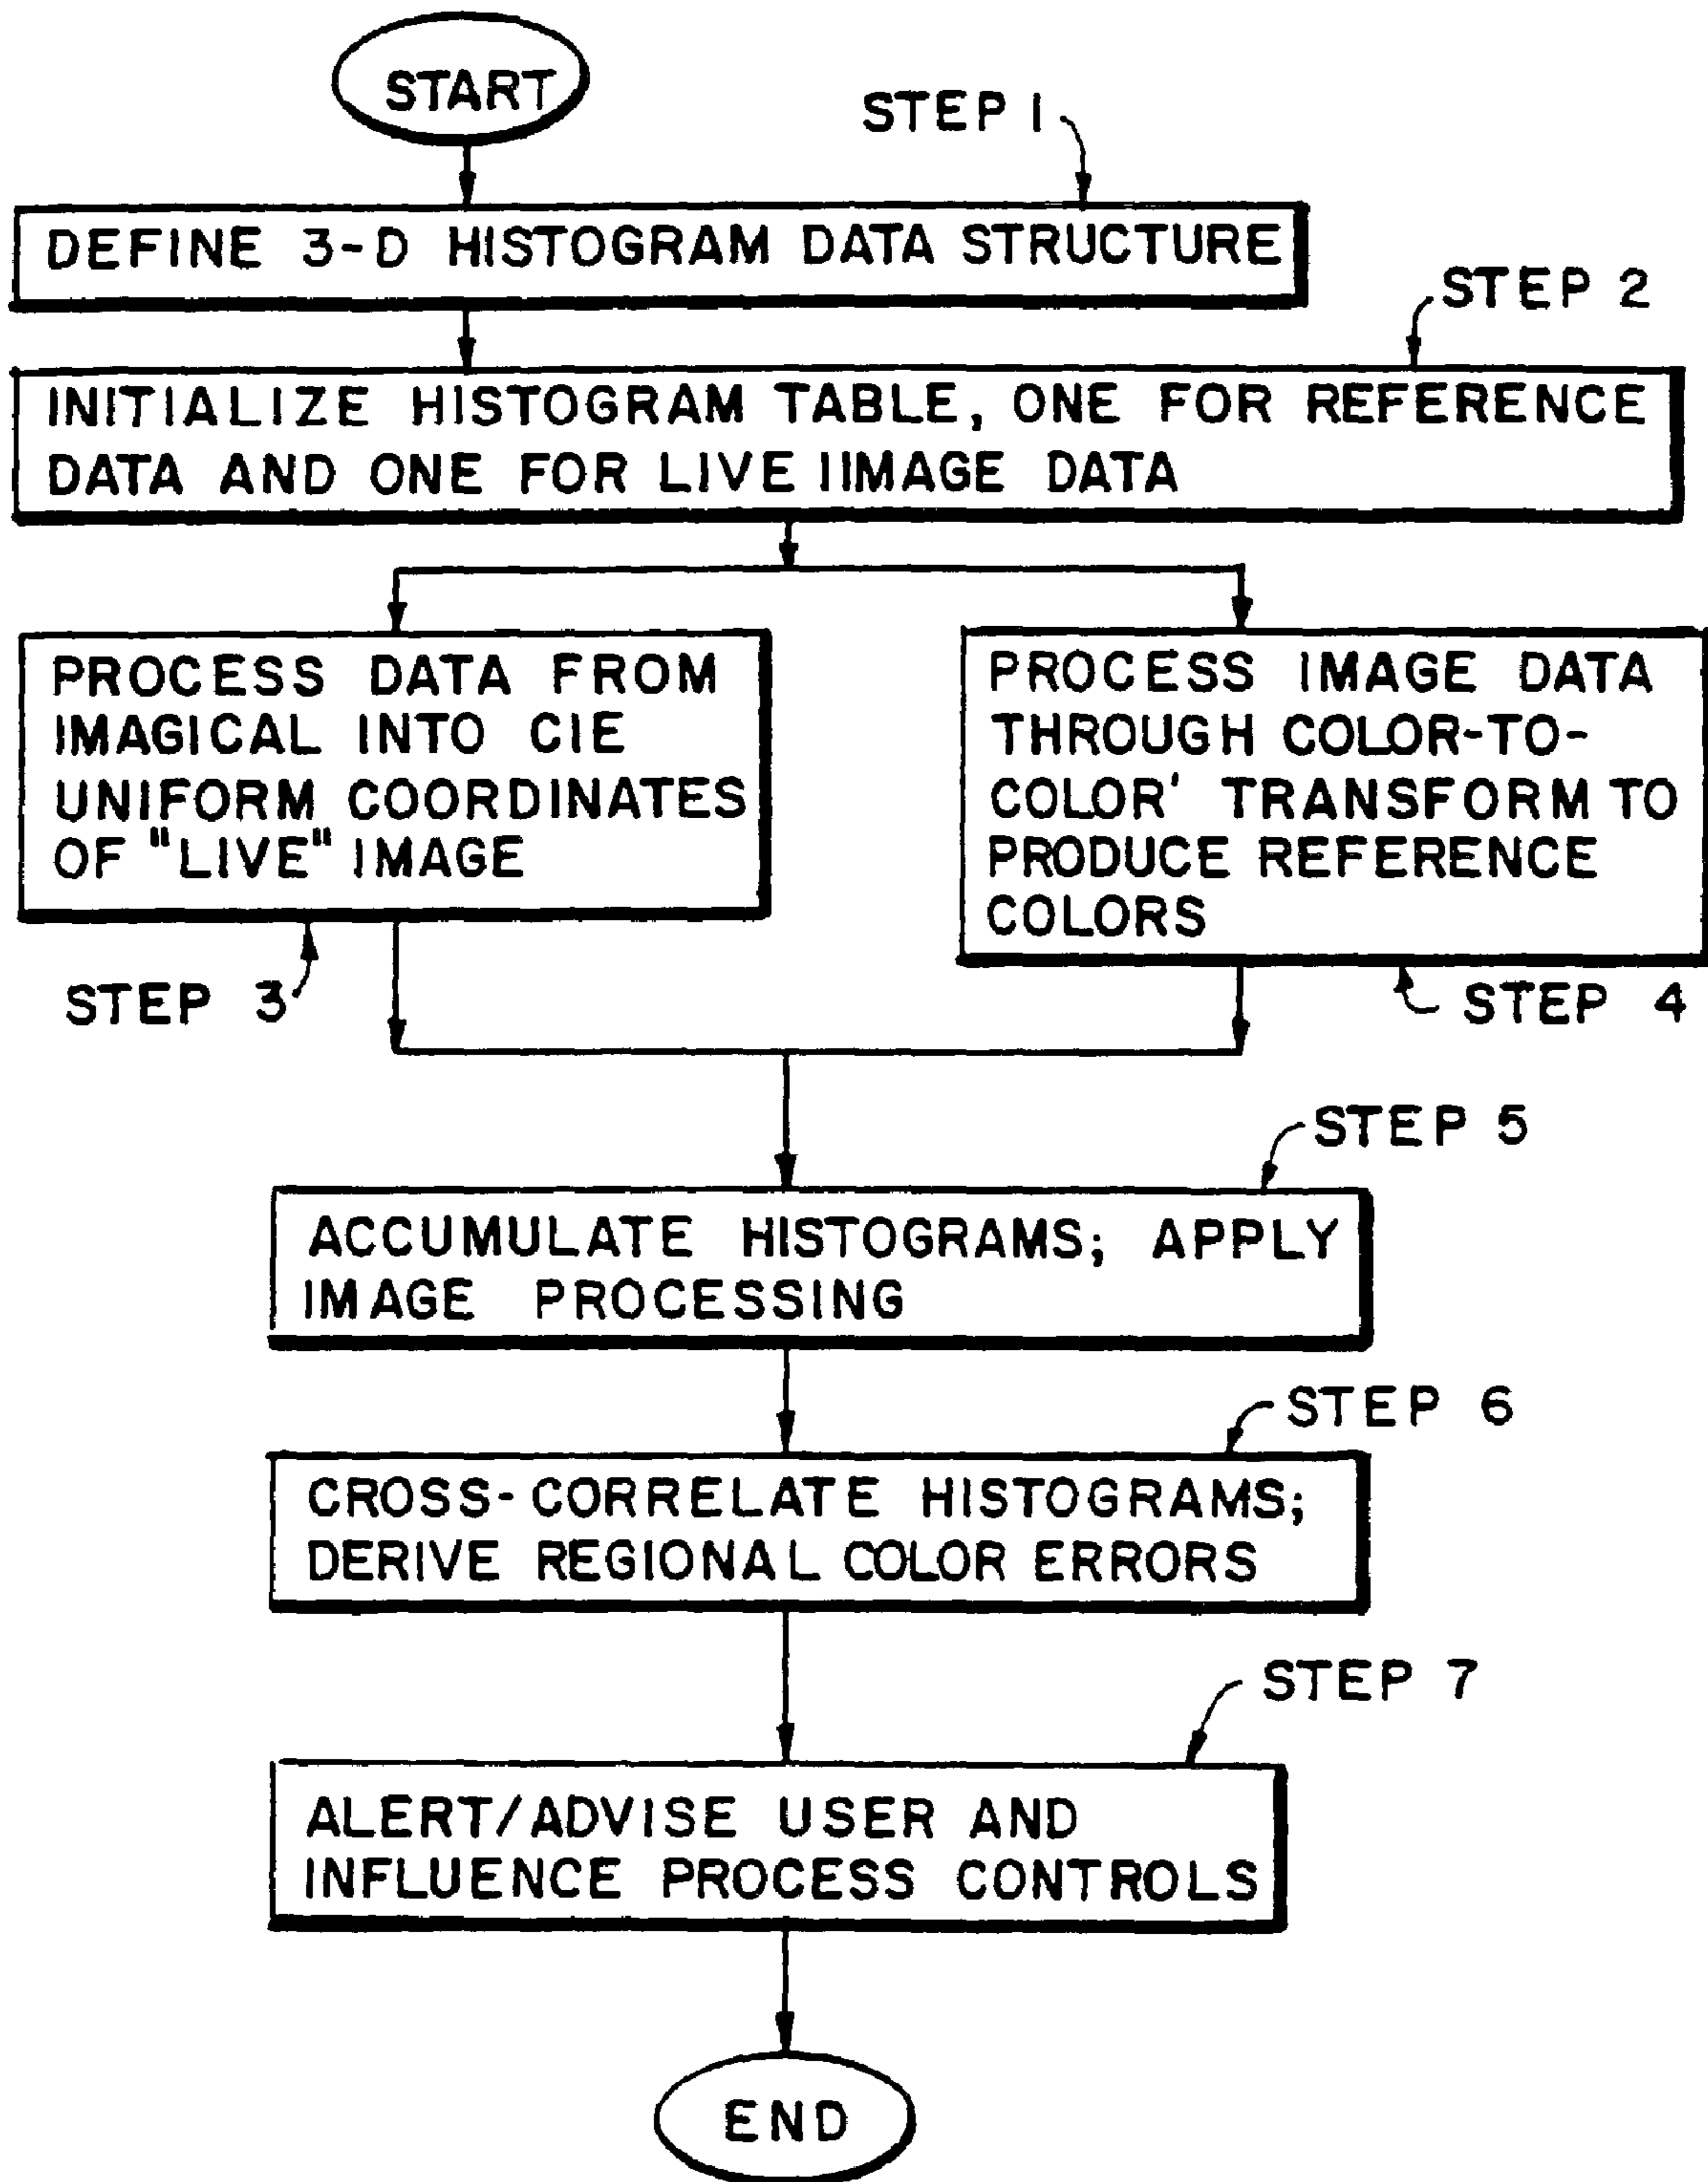 START
STEP 1
DEFINE 3-D HISTOGRAM DATA STRUCTURE
STEP 2
INITIALIZE HISTOGRAM TABLE, ONE FOR REFERENCE
DATA AND ONE FOR LIVE IIMAGE DATA
PROCESS DATA FROM
IMAGICAL INTO CIE
UNIFORM COORDINATES
OF "LIVE" IMAGE
STEP 3
PROCESS IMAGE DATA
THROUGH COLOR-TO-
COLOR' TRANSFORM TO
PRODUCE REFERENCE
COLORS
STEP 4
STEP 5
ACCUMULATE HISTOGRAMS; APPLY
IMAGE PROCESSING
STEP 6
CROSS-CORRELATE HISTOGRAMS;
DERIVE REGIONAL COLOR ERRORS
STEP 7
ALERT/ADVISE USER AND
INFLUENCE PROCESS CONTROLS
END